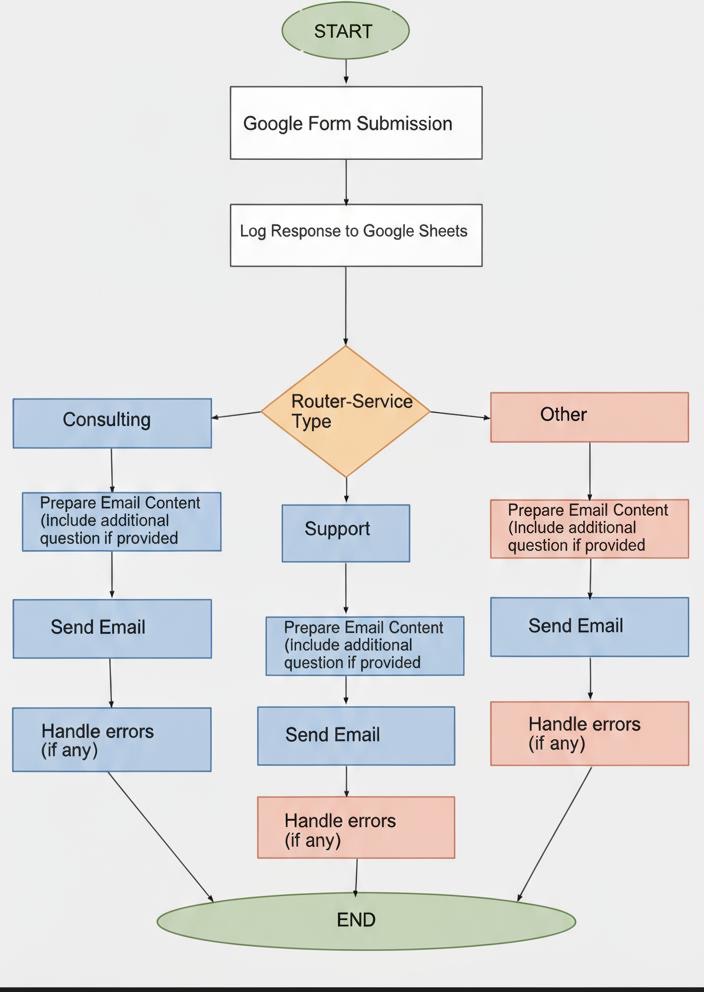 START
Google Form Submission
Log Response to Google Sheets
Router-Service
Type
Consulting
Prepare Email Content
(Include additional
question if provided
Send Email
Handle errors
(if any)
Support
Prepare Email Content
(Include additional
question if provided
Send Email
Handle errors
(if any)
Other
Prepare Email Content
(Include additional
question if provided
Send Email
Handle errors
(if any)
END